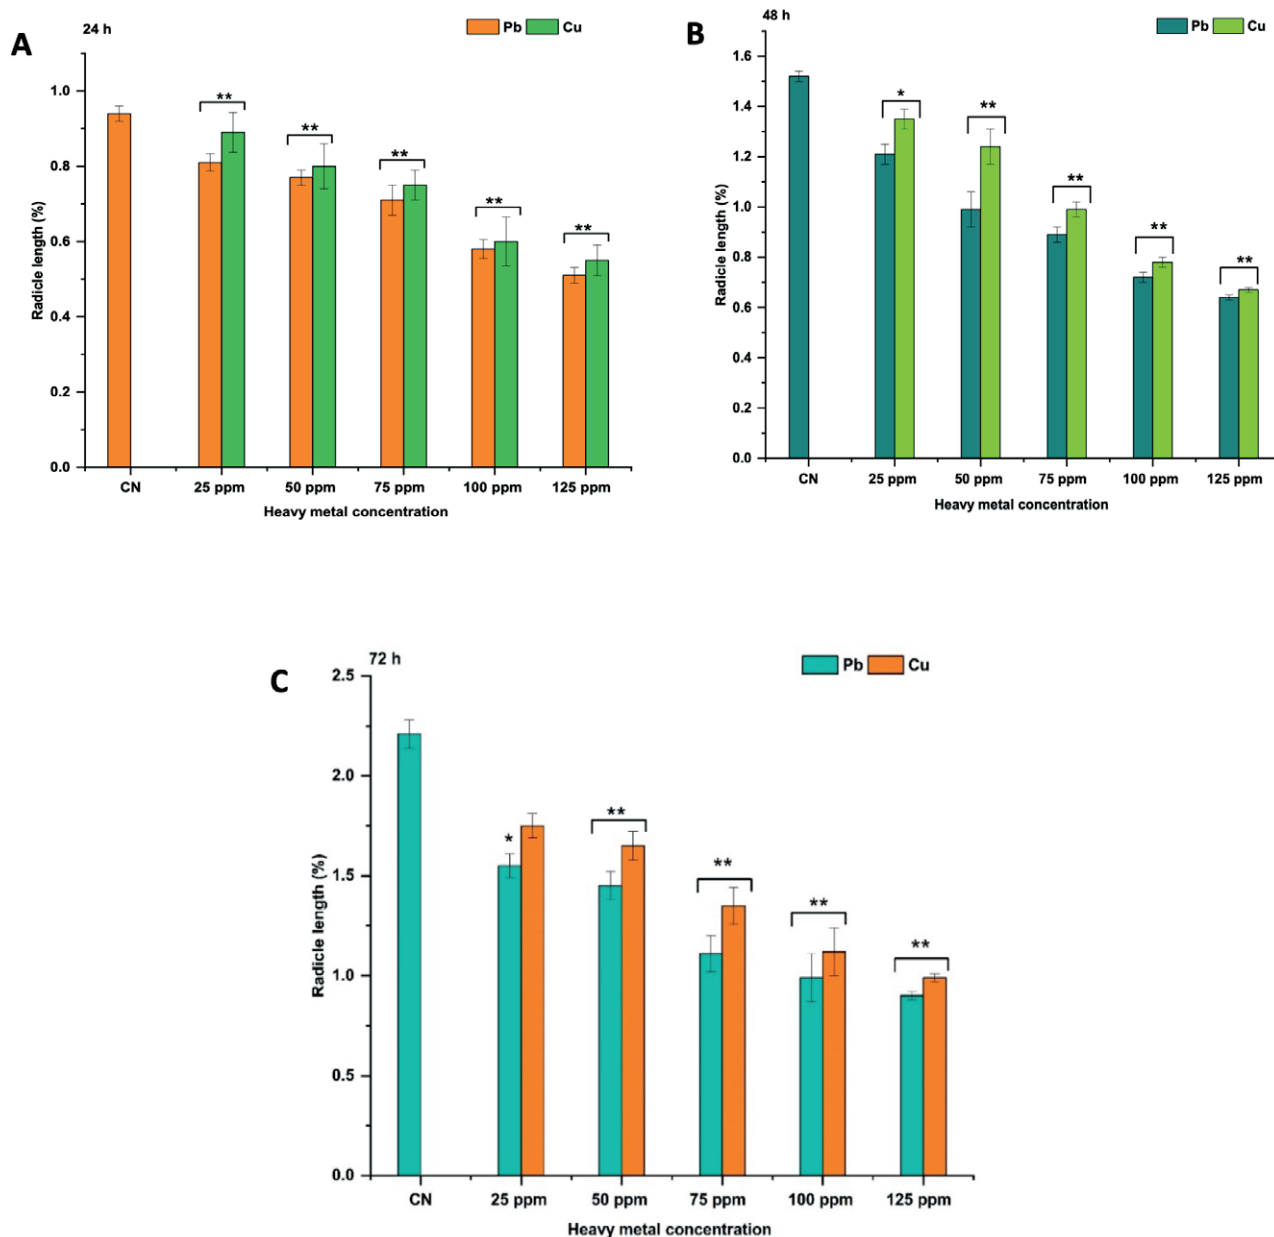 A
24 h
Pb Cu
Radicle length (%)
1.0
0.8
0.6
0.4
0.2
0.0
**
**
**
**
**
CN 25 ppm 50 ppm 75 ppm 100 ppm 125 ppm
Heavy metal concentration
B
48 h
Pb Cu
Radicle length (%)
1.6
1.4
1.2
1.0
0.8
0.6
0.4
0.2
0.0
*
**
**
**
**
CN 25 ppm 50 ppm 75 ppm 100 ppm 125 ppm
Heavy metal concentration
C
72 h
Pb Cu
Radicle length (%)
2.5
2.0
1.5
1.0
0.5
0.0
*
**
**
**
**
CN 25 ppm 50 ppm 75 ppm 100 ppm 125 ppm
Heavy metal concentration